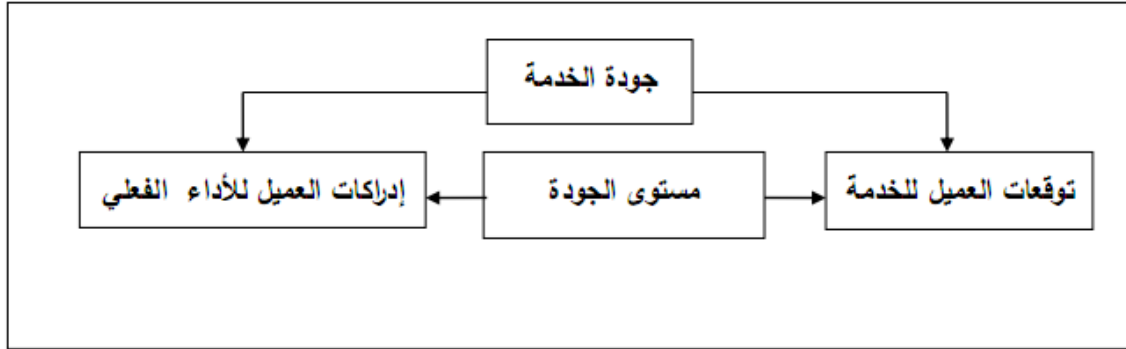 جودة الخدمة
توقعات العميل للخدمة
مستوى الجودة
إدراكات العميل للأداء الفعلي